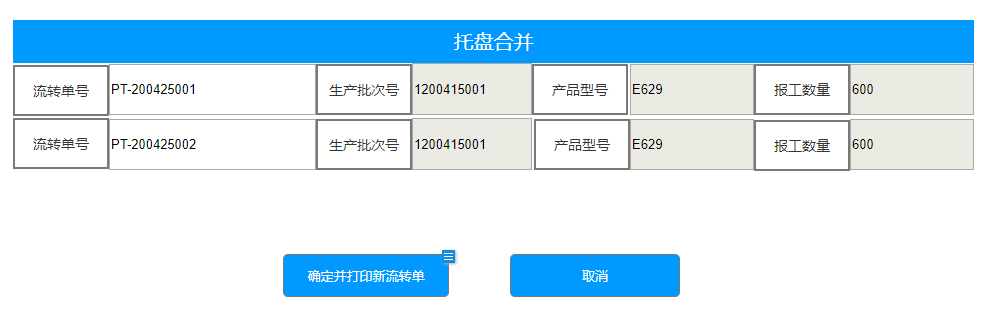 托盘合并
流转单号 PT-200425001 生产批次号 1200415001 产品型号 E629 报工数量 600
流转单号 PT-200425002 生产批次号 1200415001 产品型号 E629 报工数量 600
确定并打印新流转单 取消